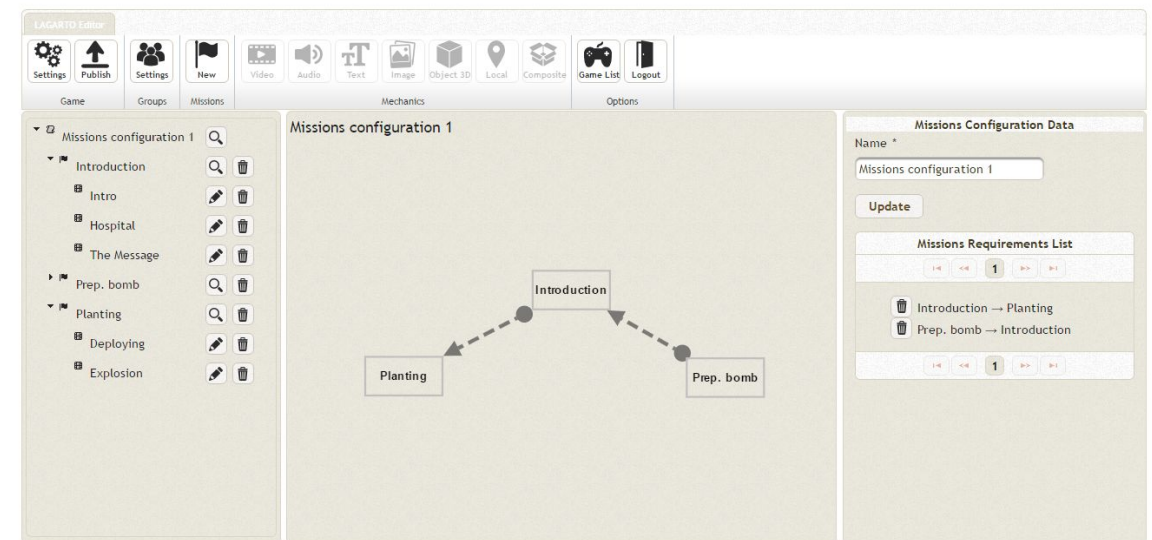 LAGARTO Editor
Settings Publish Settings New Video Audio Text Image Object 3D Local Composite Game List Logout
Game Groups Missions Mechanics Options
Missions configuration 1
Introduction
Intro
Hospital
The Message
Prep. bomb
Planting
Deploying
Explosion
Missions configuration 1
Introduction
Planting
Prep. bomb
Missions Configuration Data
Name *
Missions configuration 1
Update
Missions Requirements List
1
Introduction → Planting
Prep. bomb → Introduction
1